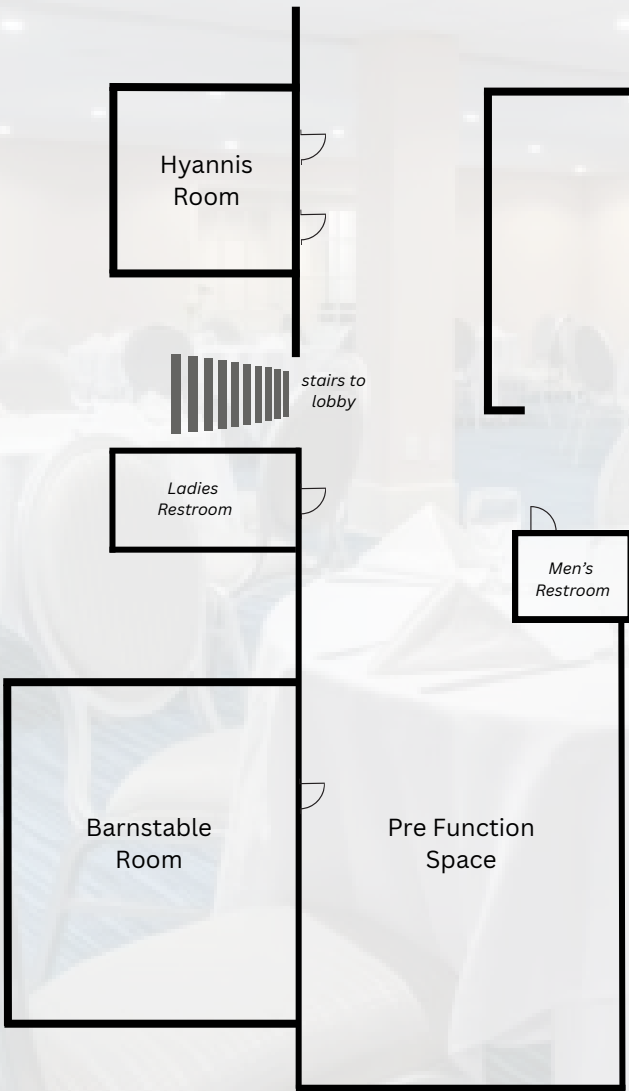 Hyannis
Room
stairs to
lobby
Ladies
Restroom
Men’s
Restroom
Barnstable
Room
Pre Function
Space